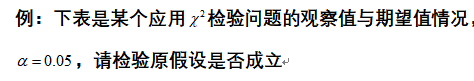 例：下表是某个应用χ²检验问题的观察值与期望值情况，
α=0.05，请检验原假设是否成立↵